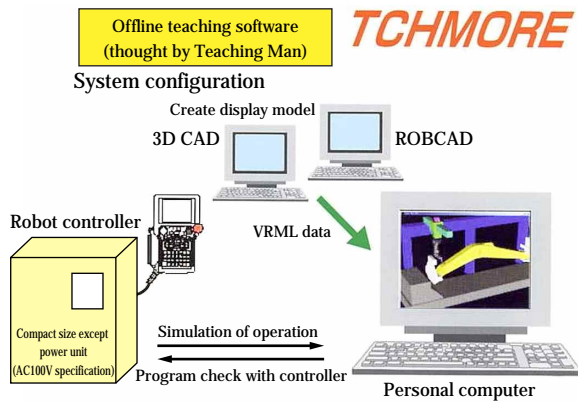 Offline teaching software
(thought by Teaching Man)
TCHMORE
System configuration
Create display model
3D CAD
ROBCAD
Robot controller
VRML data
Compact size except
power unit
(AC100V specification)
Simulation of operation
Program check with controller
Personal computer